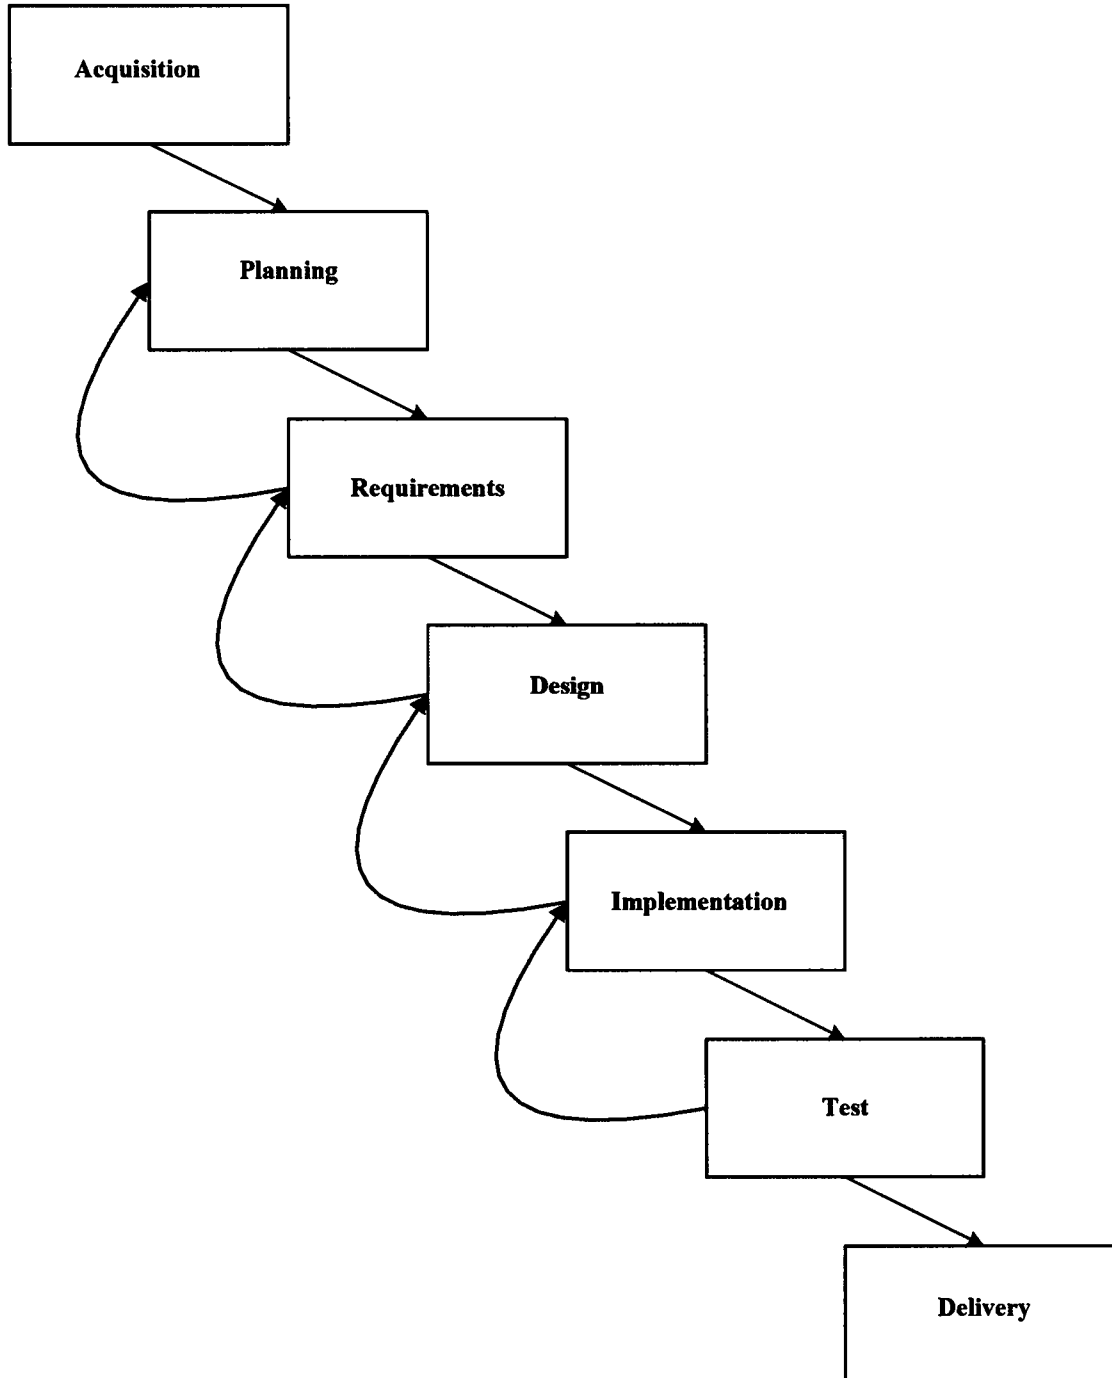 Acquisition
Planning
Requirements
Design
Implementation
Test
Delivery